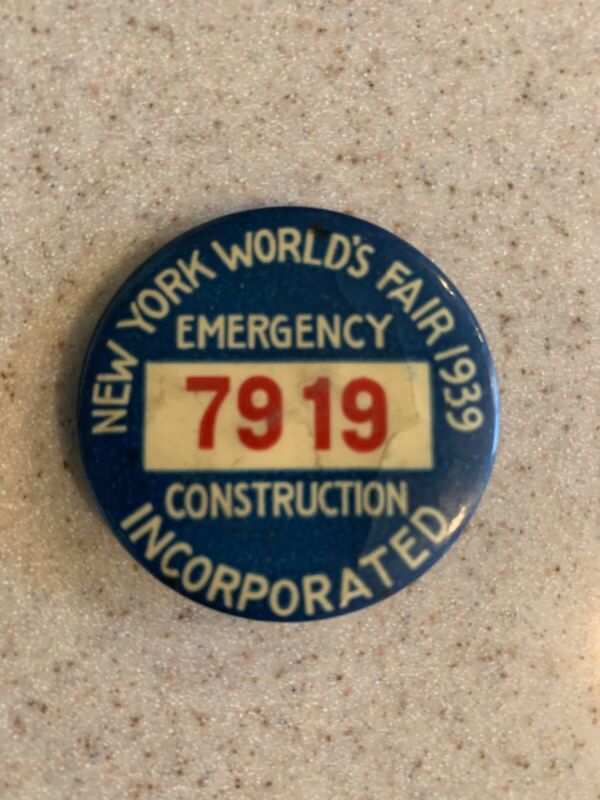 NEW YORK WORLD'S FAIR 1939
EMERGENCY
7919
CONSTRUCTION
INCORPORATED